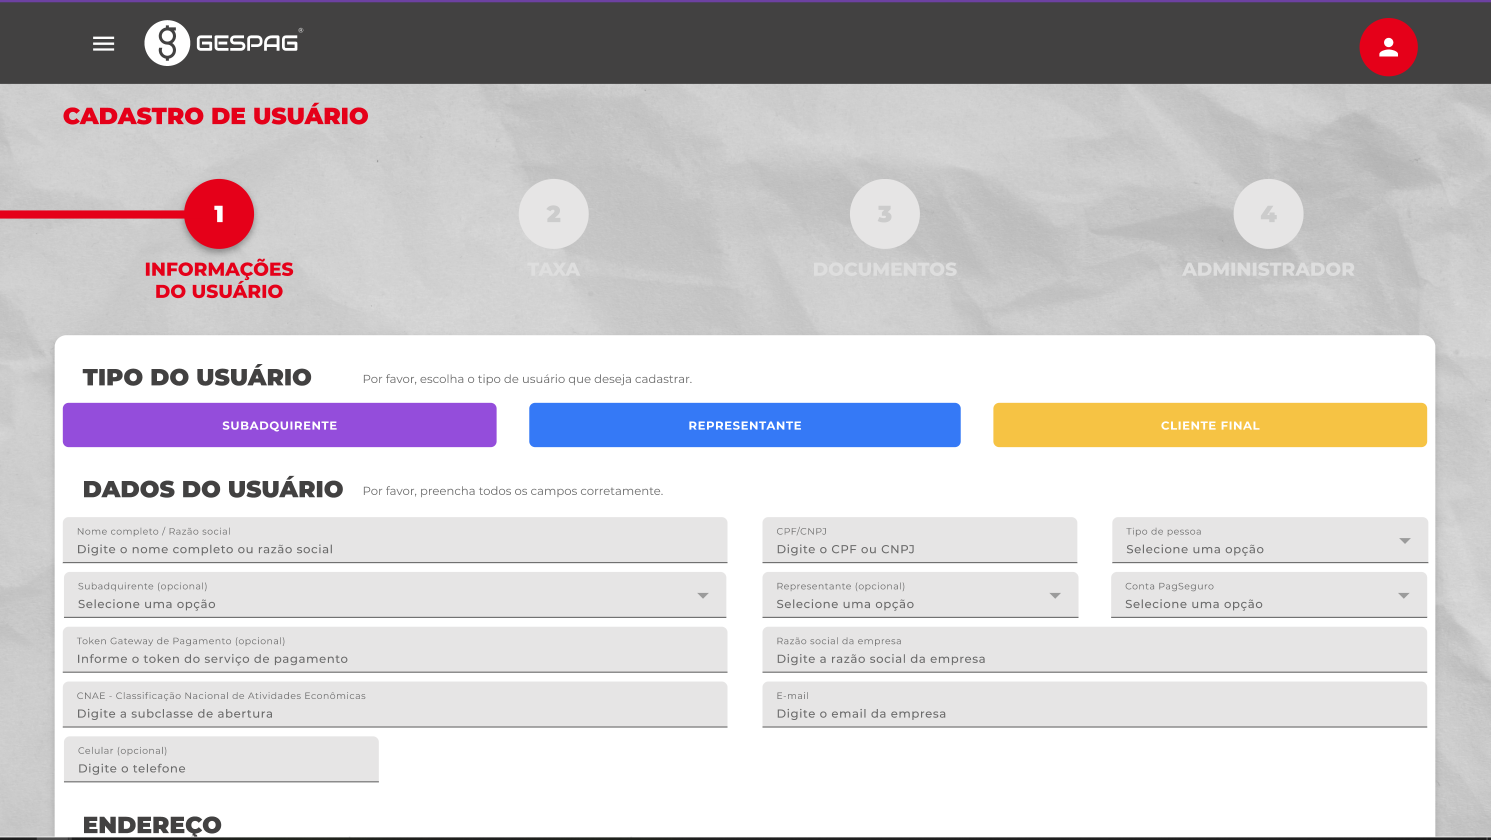 GESPAG®
CADASTRO DE USUÁRIO
1
2
3
4
INFORMAÇÕES
DO USUÁRIO
TAXA
DOCUMENTOS
ADMINISTRADOR
TIPO DO USUÁRIO
Por favor, escolha o tipo de usuário que deseja cadastrar.
SUBADQUIRENTE
REPRESENTANTE
CLIENTE FINAL
DADOS DO USUÁRIO
Por favor, preencha todos os campos corretamente.
Nome completo / Razão social
Digite o nome completo ou razão social
CPF/CNPJ
Digite o CPF ou CNPJ
Tipo de pessoa
Selecione uma opção
Subadquirente (opcional)
Selecione uma opção
Representante (opcional)
Selecione uma opção
Conta PagSeguro
Selecione uma opção
Token Gateway de Pagamento (opcional)
Informe o token do serviço de pagamento
Razão social da empresa
Digite a razão social da empresa
CNAE - Classificação Nacional de Atividades Econômicas
Digite a subclasse de abertura
E-mail
Digite o email da empresa
Celular (opcional)
Digite o telefone
ENDEREÇO